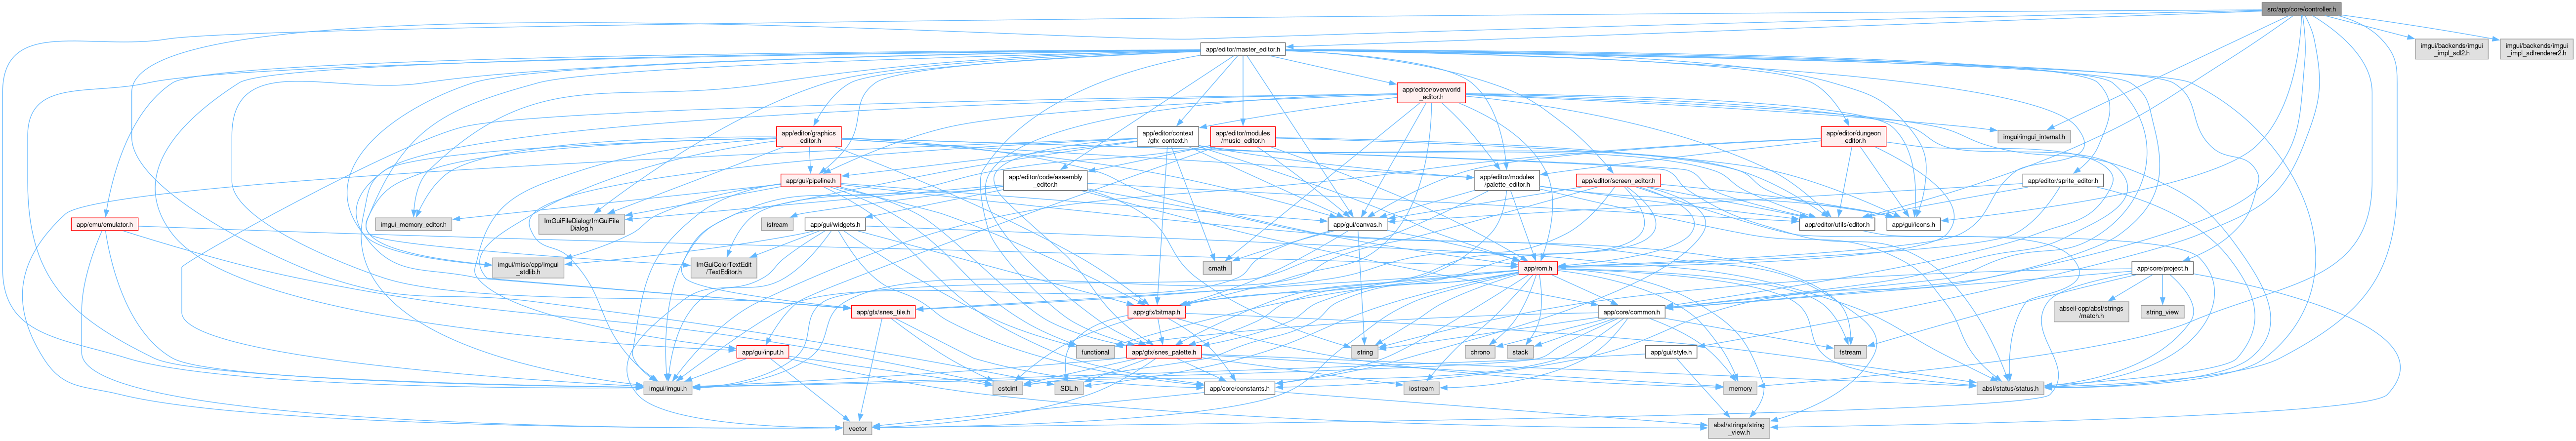 src/app/core/controller.h
app/editor/master_editor.h
imgui/backends/imgui
_impl_sdl2.h
imgui/backends/imgui
_impl_sdlrenderer2.h
app/editor/overworld
_editor.h
app/editor/graphics
_editor.h
app/editor/context
/gfx_context.h
app/editor/modules
/music_editor.h
app/editor/dungeon
_editor.h
imgui/imgui_internal.h
app/gui/pipeline.h
app/editor/code/assembly
_editor.h
app/editor/modules
/palette_editor.h
app/editor/screen_editor.h
app/editor/sprite_editor.h
app/emu/emulator.h
imgui_memory_editor.h
ImGuiFileDialog/ImGuiFile
Dialog.h
istream
app/gui/widgets.h
app/gui/canvas.h
app/editor/utils/editor.h
app/gui/icons.h
imgui/misc/cpp/imgui
_stdlib.h
ImGuiColorTextEdit
/TextEditor.h
cmath
app/rom.h
app/core/project.h
app/gfx/snes_tile.h
app/gfx/bitmap.h
app/core/common.h
abseil-cpp/absl/strings
/match.h
string_view
app/gui/input.h
functional
app/gfx/snes_palette.h
string
chrono
stack
app/gui/style.h
fstream
imgui/imgui.h
cstdint
SDL.h
app/core/constants.h
iostream
memory
absl/status/status.h
vector
absl/strings/string
_view.h